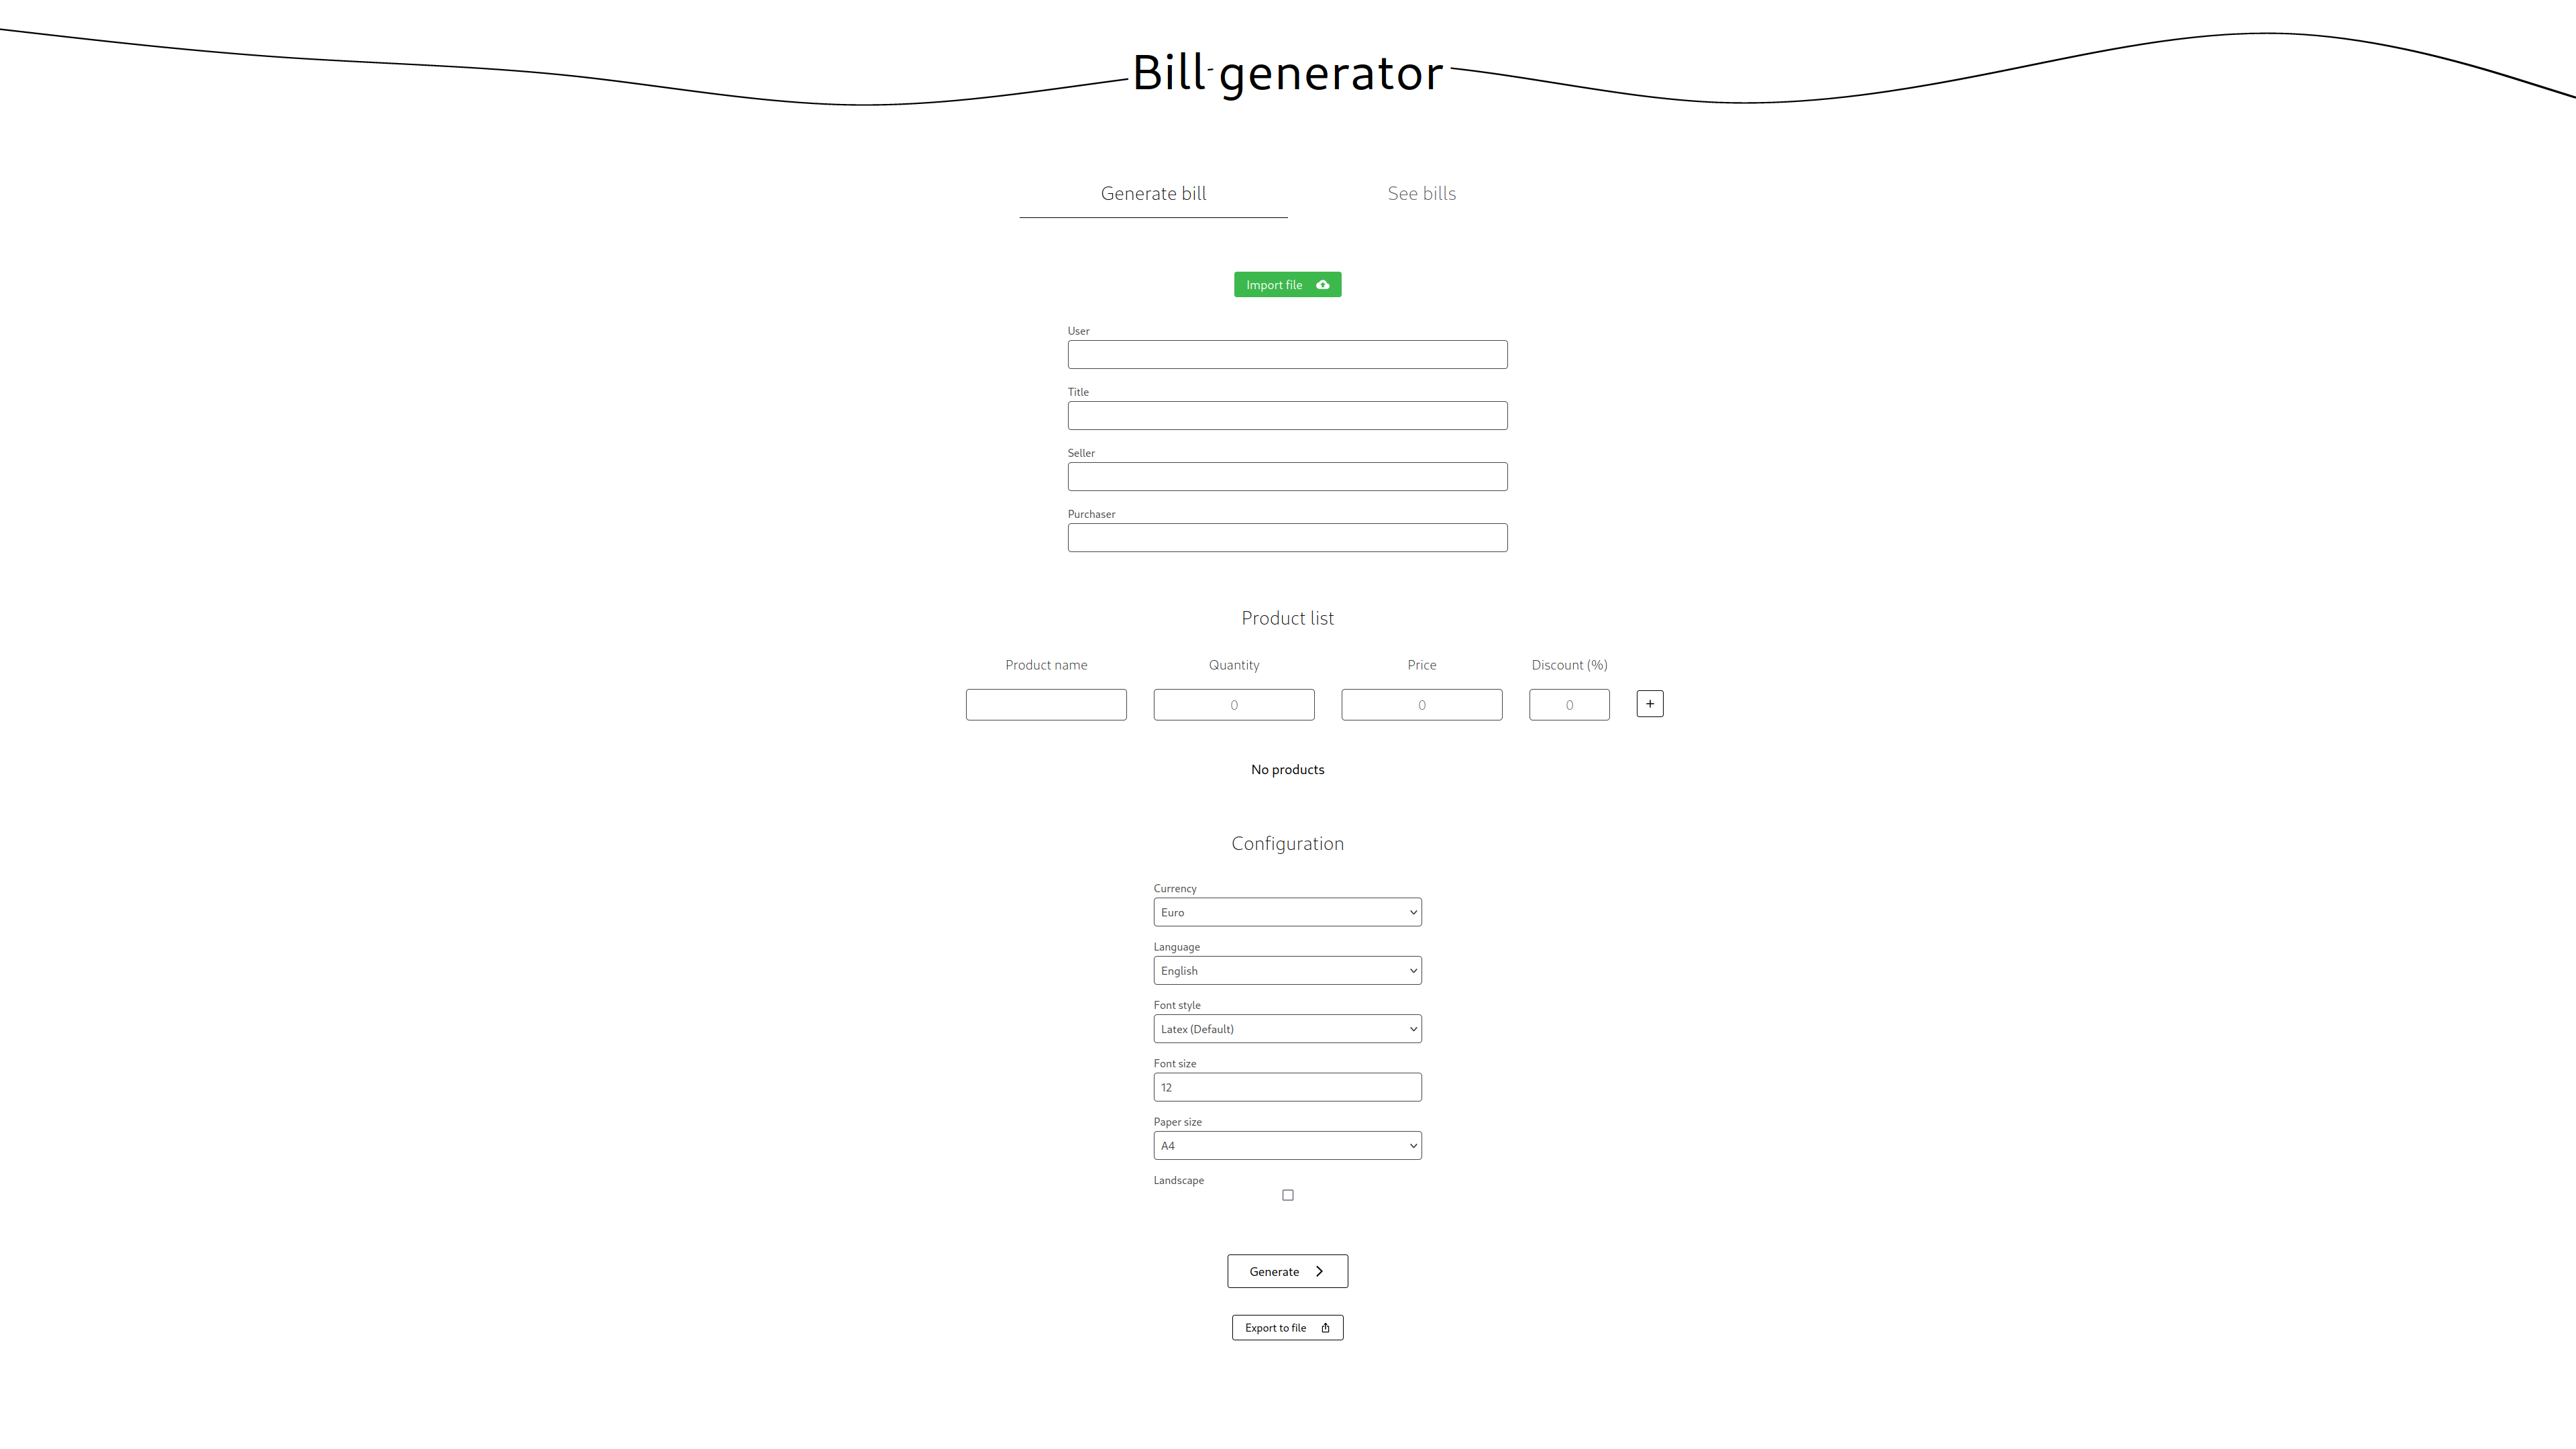 Bill-generator
Generate bill See bills
Import file
User
Title
Seller
Purchaser
Product list
Product name Quantity Price Discount (%)
0 0 0 +
No products
Configuration
Currency
Euro
Language
English
Font style
Latex (Default)
Font size
12
Paper size
A4
Landscape
Generate
Export to file